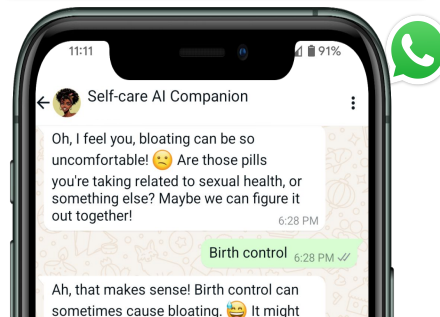 11:11
91%
Self-care AI Companion
Oh, I feel you, bloating can be so
uncomfortable! 😕 Are those pills
you're taking related to sexual health, or
something else? Maybe we can figure it
out together!
6:28 PM
Birth control 6:28 PM
Ah, that makes sense! Birth control can
sometimes cause bloating. 😅 It might